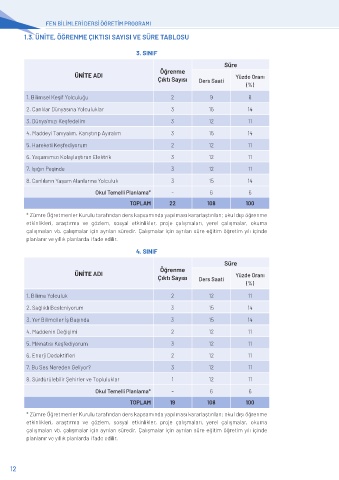 FEN BİLİMLERİ DERSİ ÖĞRETİM PROGRAMI
1.3. ÜNİTE, ÖĞRENME ÇIKTISI SAYISI VE SÜRE TABLOSU
3. SINIF
ÜNİTE ADI Öğrenme Çıktı Sayısı Süre
Ders Saati Yüzde Oranı (%)
1. Bilimsel Keşif Yolculuğu 2 9 8
2. Canlılar Dünyasına Yolculuklar 3 15 14
3. Dünyamızı Keşfedelim 3 12 11
4. Maddeyi Tanıyalım, Karıştırıp Ayıralım 3 15 14
5. Hareketi Keşfediyorum 2 12 11
6. Yaşamımızı Kolaylaştıran Elektrik 3 12 11
7. Işığın Peşinde 3 12 11
8. Canlıların Yaşam Alanlarına Yolculuk 3 15 14
Okul Temelli Planlama* - 6 6
TOPLAM 22 108 100
* Zümre Öğretmenler Kurulu tarafından ders kapsamında yapılması kararlaştırılan; okul dışı öğrenme
etkinlikleri, araştırma ve gözlem, sosyal etkinlikler, proje çalışmaları, yerel çalışmalar, okuma
çalışmaları vb. çalışmalar için ayrılan süredir. Çalışmalar için ayrılan süre eğitim öğretim yılı içinde
planlanır ve yıllık planlarda ifade edilir.
4. SINIF
ÜNİTE ADI Öğrenme Çıktı Sayısı Süre
Ders Saati Yüzde Oranı (%)
1. Bilime Yolculuk 2 12 11
2. Sağlıklı Besleniyorum 3 15 14
3. Yer Bilimciler İş Başında 3 15 14
4. Maddenin Değişimi 2 12 11
5. Mıknatısı Keşfediyorum 3 12 11
6. Enerji Dedektifleri 2 12 11
7. Bu Ses Nereden Geliyor? 3 12 11
8. Sürdürülebilir Şehirler ve Topluluklar 1 12 11
Okul Temelli Planlama* - 6 6
TOPLAM 19 108 100
* Zümre Öğretmenler Kurulu tarafından ders kapsamında yapılması kararlaştırılan; okul dışı öğrenme
etkinlikleri, araştırma ve gözlem, sosyal etkinlikler, proje çalışmaları, yerel çalışmalar, okuma
çalışmaları vb. çalışmalar için ayrılan süredir. Çalışmalar için ayrılan süre eğitim öğretim yılı içinde
planlanır ve yıllık planlarda ifade edilir.
12